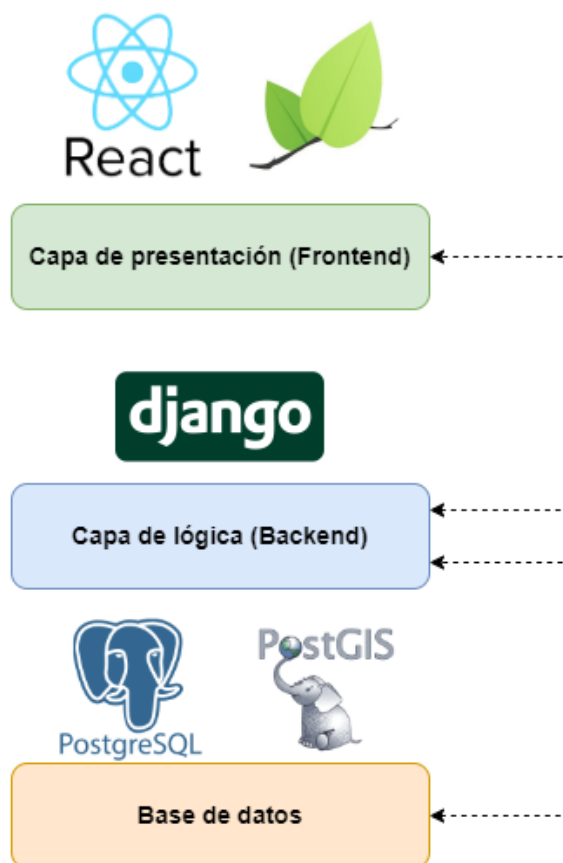 React
Capa de presentación (Frontend)
django
Capa de lógica (Backend)
PostgreSQL
PostGIS
Base de datos